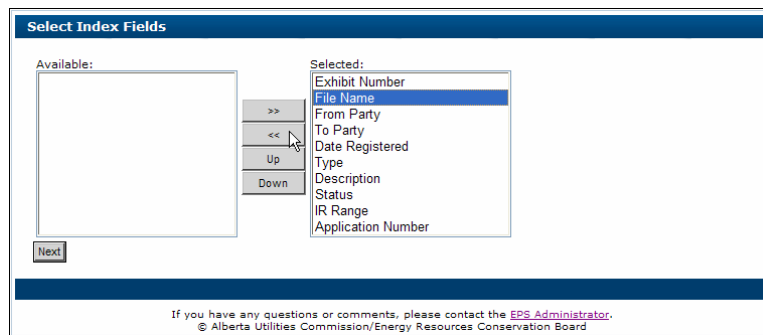 Select Index Fields
Available:
Selected:
Exhibit Number
File Name
From Party
To Party
Date Registered
Type
Description
Status
IR Range
Application Number
>>
<<
Up
Down
Next
If you have any questions or comments, please contact the EPS Administrator.
© Alberta Utilities Commission/Energy Resources Conservation Board